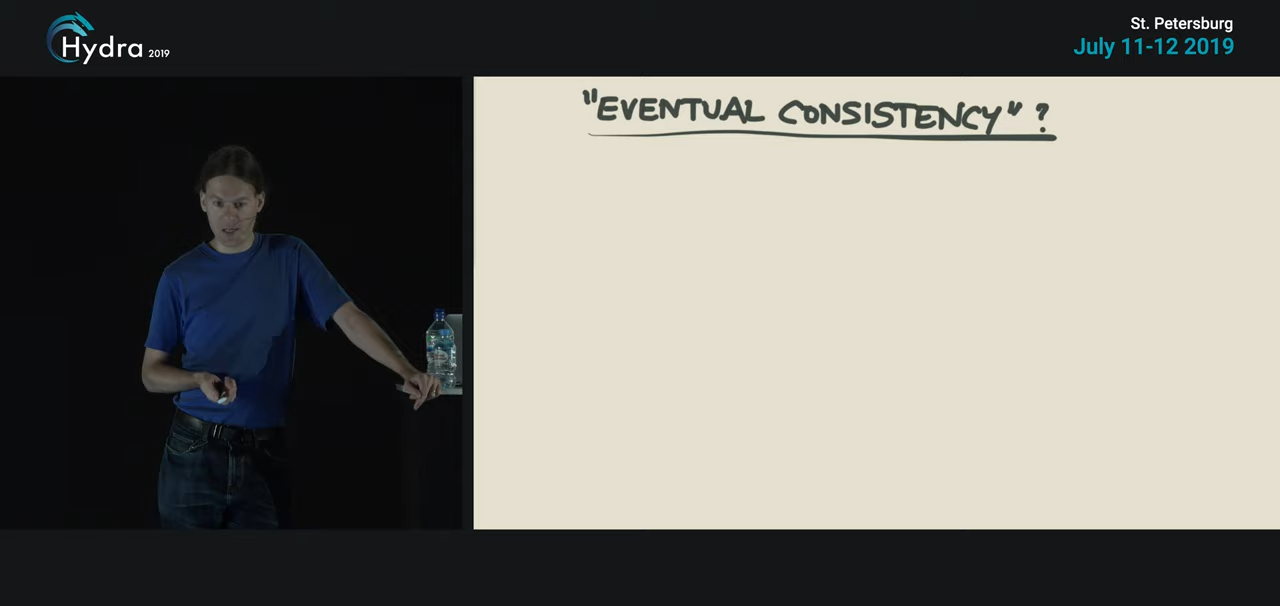 Hydra 2019
St. Petersburg
July 11-12 2019
"EVENTUAL CONSISTENCY" ?